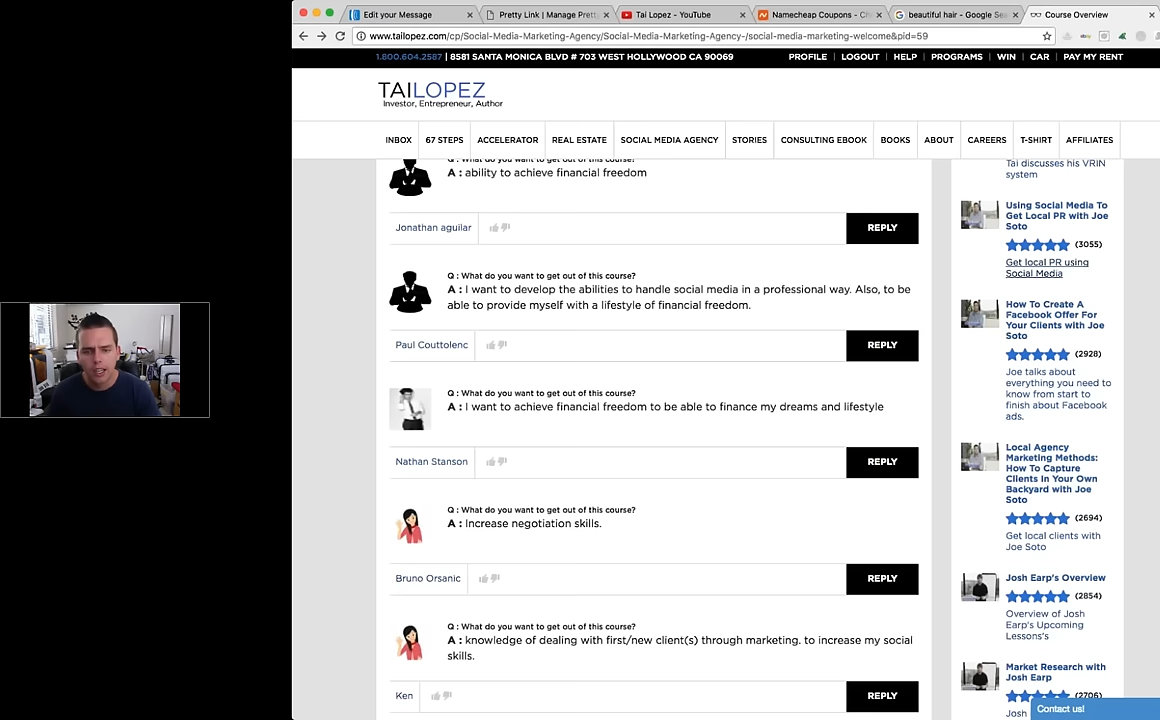 Edit your Message
Pretty Link | Manage Pretty
Tai Lopez - YouTube
Namecheap Coupons - Che
beautiful hair - Google Sea
Course Overview
www.tailopez.com/cp/Social-Media-Marketing-Agency/Social-Media-Marketing-Agency-/social-media-marketing-welcome&pid=59
1.800.604.2587 | 8581 SANTA MONICA BLVD # 703 WEST HOLLYWOOD CA 90069
PROFILE | LOGOUT | HELP | PROGRAMS | WIN | CAR | PAY MY RENT
TAILOPEZ
Investor, Entrepreneur, Author
INBOX
67 STEPS
ACCELERATOR
REAL ESTATE
SOCIAL MEDIA AGENCY
STORIES
CONSULTING EBOOK
BOOKS
ABOUT
CAREERS
T-SHIRT
AFFILIATES
Q : What do you want to get out of this course?
A : ability to achieve financial freedom
Jonathan aguilar
REPLY
Q : What do you want to get out of this course?
A : I want to develop the abilities to handle social media in a professional way. Also, to be
able to provide myself with a lifestyle of financial freedom.
Paul Couttolenc
REPLY
Q : What do you want to get out of this course?
A : I want to achieve financial freedom to be able to finance my dreams and lifestyle
Nathan Stanson
REPLY
Q : What do you want to get out of this course?
A : Increase negotiation skills.
Bruno Orsanic
REPLY
Q : What do you want to get out of this course?
A : knowledge of dealing with first/new client(s) through marketing. to increase my social
skills.
Ken
REPLY
Tai discusses his VRIN
system
Using Social Media To
Get Local PR with Joe
Soto
(3055)
Get local PR using
Social Media
How To Create A
Facebook Offer For
Your Clients with Joe
Soto
(2928)
Joe talks about
everything you need to
know from start to
finish about Facebook
ads.
Local Agency
Marketing Methods:
How To Capture
Clients In Your Own
Backyard with Joe
Soto
(2694)
Get local clients with
Joe Soto
Josh Earp's Overview
(2854)
Overview of Josh
Earp's Upcoming
Lessons's
Market Research with
Josh Earp
(2706)
Josh
Contact us!